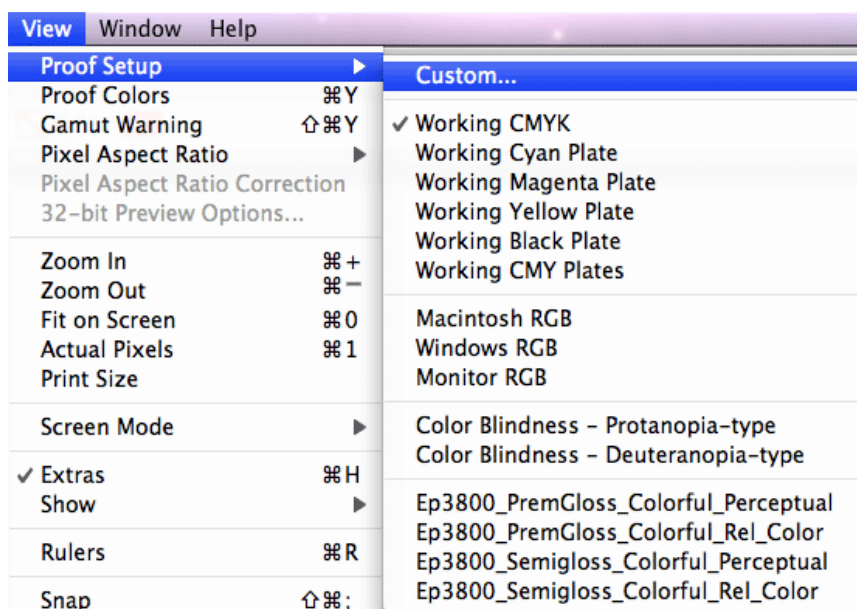 View Window Help
Proof Setup ▶
Proof Colors ⌘Y
Gamut Warning ⇧⌘Y
Pixel Aspect Ratio ▶
Pixel Aspect Ratio Correction
32-bit Preview Options...
Zoom In ⌘+
Zoom Out ⌘−
Fit on Screen ⌘0
Actual Pixels ⌘1
Print Size
Screen Mode ▶
✓ Extras ⌘H
Show ▶
Rulers ⌘R
Snap ⇧⌘;
Custom...
✓ Working CMYK
Working Cyan Plate
Working Magenta Plate
Working Yellow Plate
Working Black Plate
Working CMY Plates
Macintosh RGB
Windows RGB
Monitor RGB
Color Blindness – Protanopia-type
Color Blindness – Deuteranopia-type
Ep3800_PremGloss_Colorful_Perceptual
Ep3800_PremGloss_Colorful_Rel_Color
Ep3800_Semigloss_Colorful_Perceptual
Ep3800_Semigloss_Colorful_Rel_Color